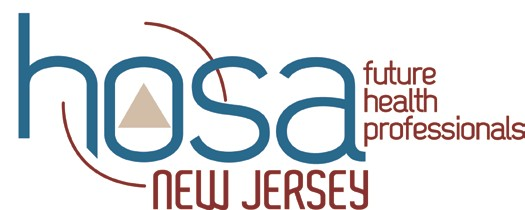 hosa
future
health
professionals
NEW JERSEY